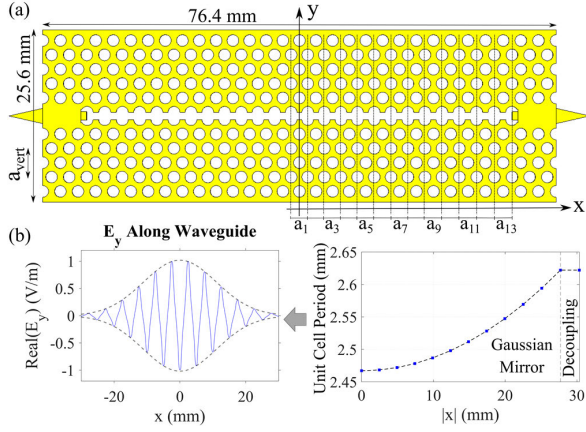 (a)
76.4 mm
y
25.6 mm
a_vert
x
a₁ a₃ a₅ a₇ a₉ a₁₁ a₁₃
(b)
E_y Along Waveguide
Real(E_y) (V/m)
1
0.5
0
-0.5
-1
-20 0 20
x (mm)
Unit Cell Period (mm)
2.65
2.6
2.55
2.5
2.45
Gaussian
Mirror
Decoupling
0 10 20 30
|x| (mm)